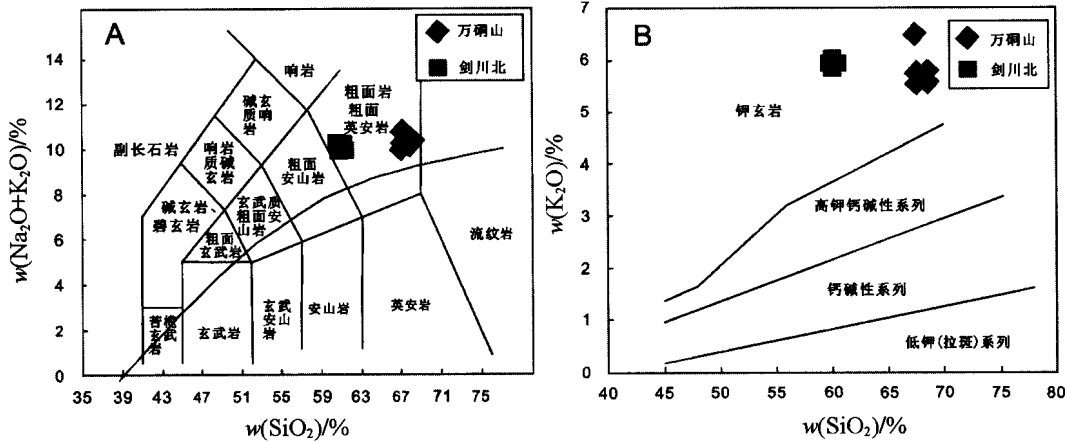 A
w(Na₂O+K₂O)/%
14
12
10
8
6
4
2
0
35
39
43
47
51
55
59
63
67
71
75
79
w(SiO₂)/%
万硐山
剑川北
响岩
碱玄
质响
岩
粗面岩
粗面
英安岩
副长石岩
响岩
质碱
玄岩
粗面
安山岩
碱玄岩、
碧玄岩
玄武质
粗面安
山岩
粗面
玄武岩
流纹岩
苦橄
玄武
岩
玄武岩
玄武
安山
岩
安山岩
英安岩
B
w(K₂O)/%
7
6
5
4
3
2
1
0
40
45
50
55
60
65
70
75
80
w(SiO₂)/%
万硐山
剑川北
钾玄岩
高钾钙碱性系列
钙碱性系列
低钾(拉斑)系列